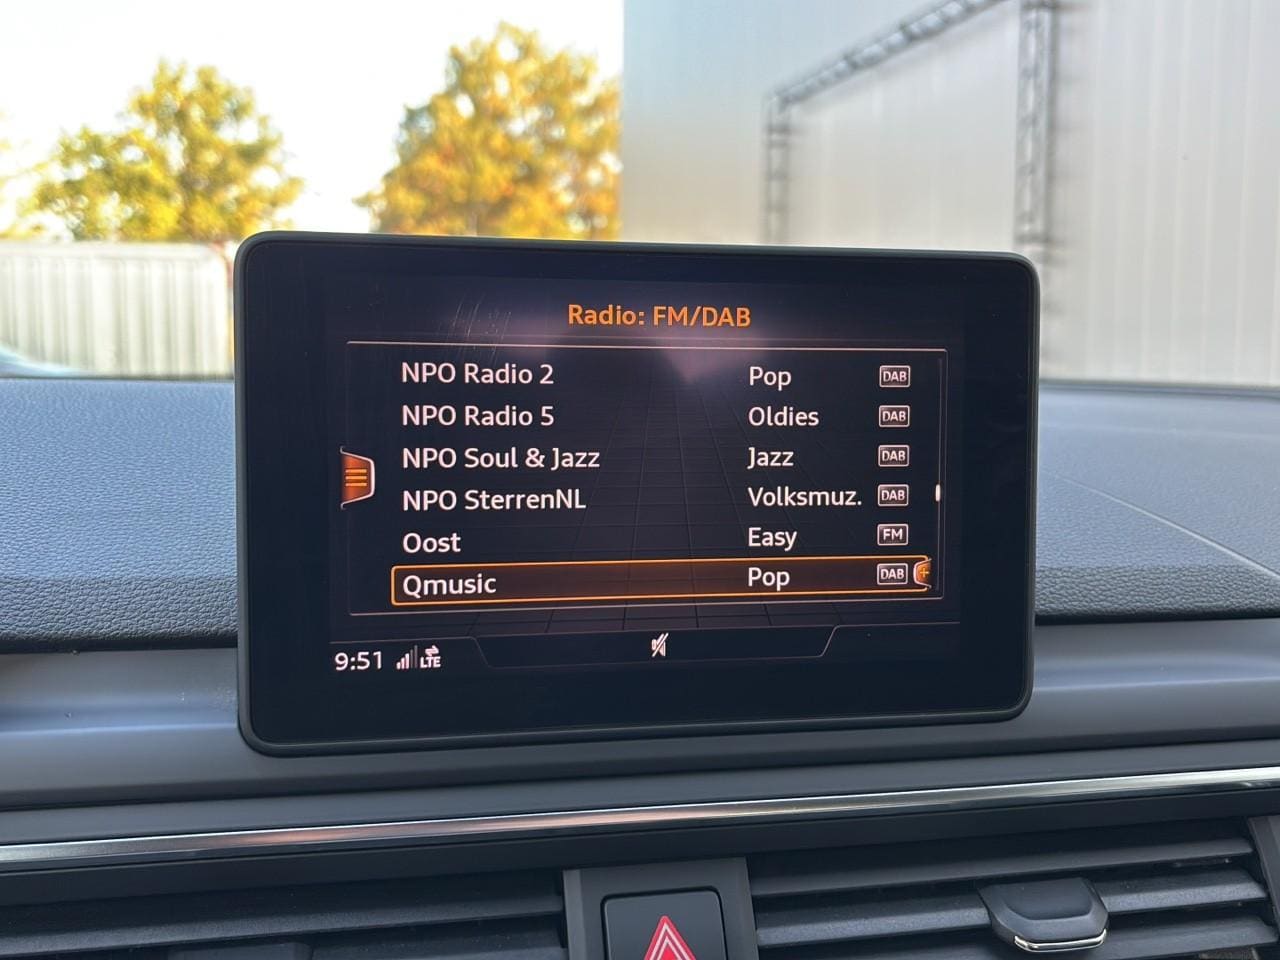 Radio: FM/DAB
NPO Radio 2 Pop DAB
NPO Radio 5 Oldies DAB
NPO Soul & Jazz Jazz DAB
NPO SterrenNL Volksmuz. DAB
Oost Easy FM
Qmusic Pop DAB
9:51 LTE